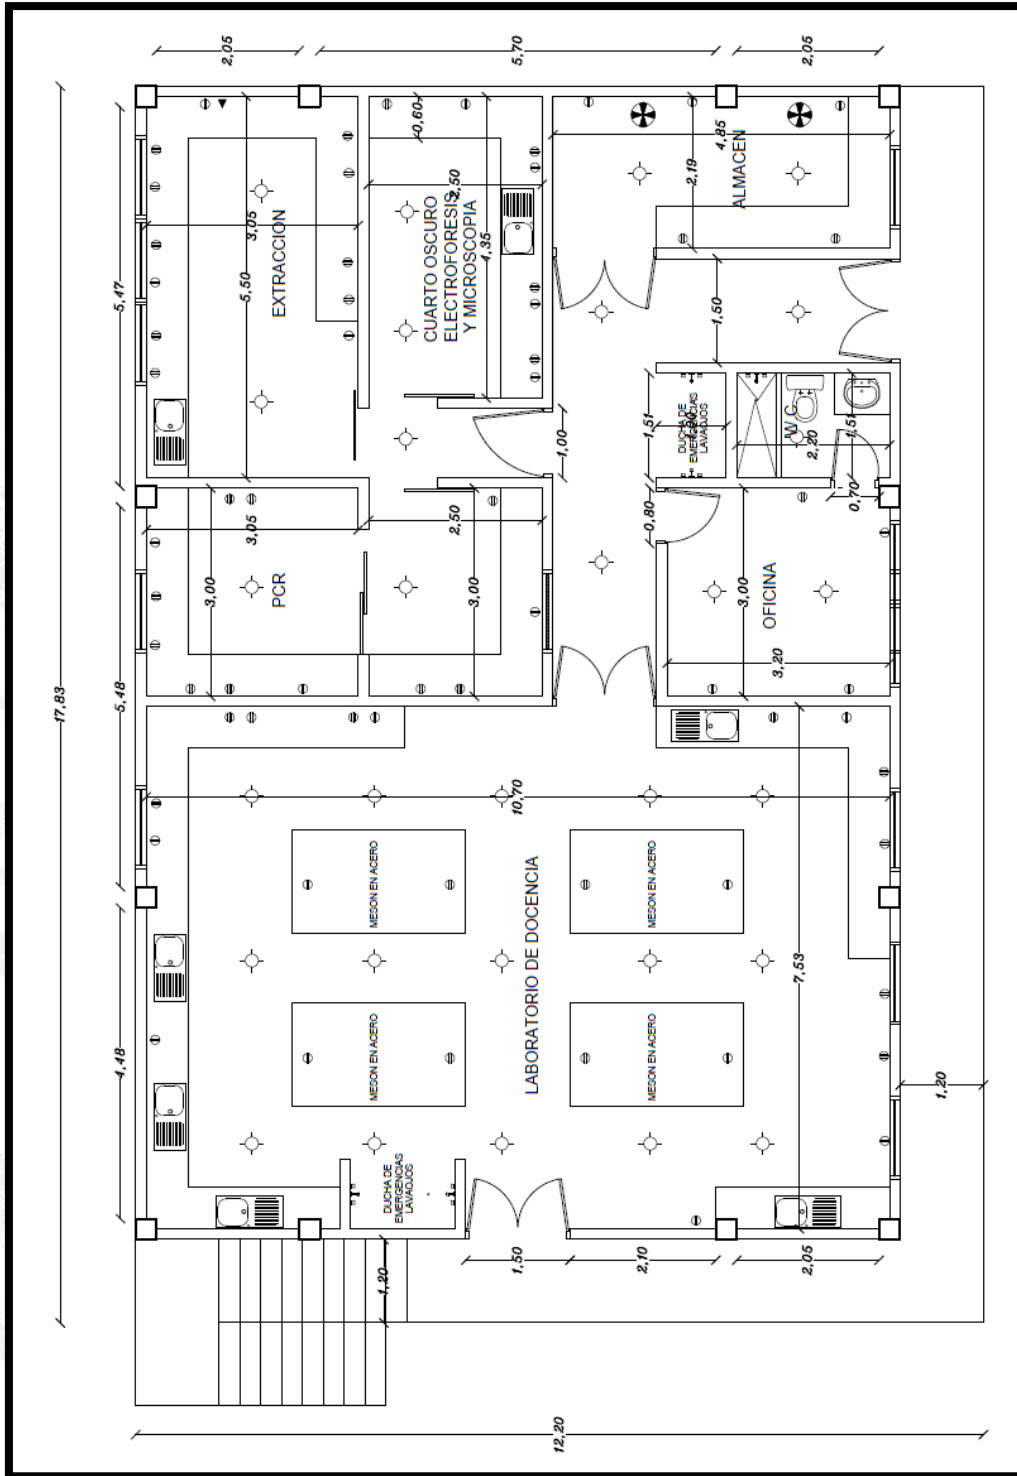 2,05
5,70
2,05
17,83
5,47
5,48
4,48
0,60
3,05
5,50
EXTRACCION
2,50
4,35
CUARTO OSCURO
ELECTROFORESIS
Y MICROSCOPIA
4,85
2,19
ALMACEN
1,50
1,00
1,51
1,00
DUCHA DE
EMERGENCIAS
LAVAOJOS
W.C
2,20
1,51
0,70
0,80
3,05
3,00
PCR
2,50
3,00
3,00
OFICINA
3,20
10,70
MESON EN ACERO
MESON EN ACERO
LABORATORIO DE DOCENCIA
7,53
MESON EN ACERO
MESON EN ACERO
1,20
DUCHA DE
EMERGENCIAS
LAVAOJOS
1,20
1,50
2,10
2,05
12,20